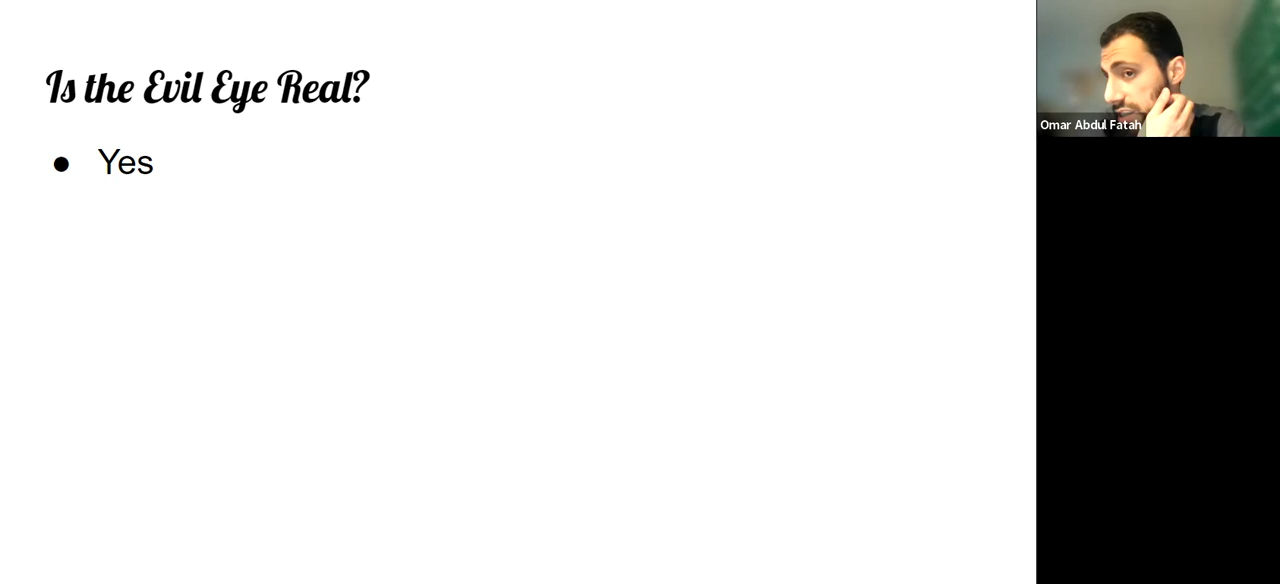 Is the Evil Eye Real?
● Yes
Omar Abdul Fatah